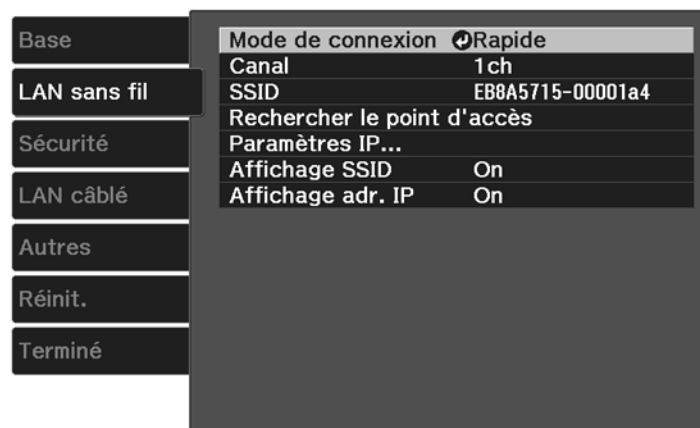 Base
LAN sans fil
Sécurité
LAN câblé
Autres
Réinit.
Terminé
Mode de connexion Rapide
Canal 1ch
SSID EB8A5715-00001a4
Rechercher le point d'accès
Paramètres IP...
Affichage SSID On
Affichage adr. IP On